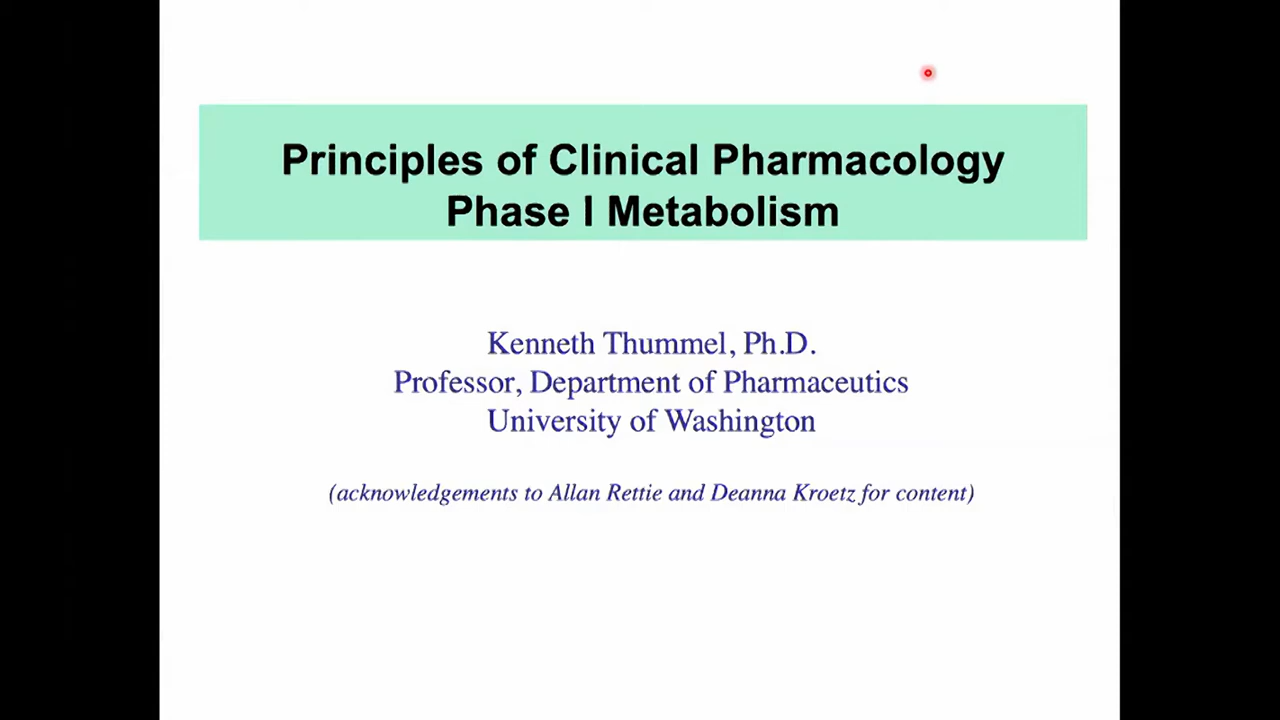 Principles of Clinical Pharmacology
Phase I Metabolism
Kenneth Thummel, Ph.D.
Professor, Department of Pharmaceutics
University of Washington
(acknowledgements to Allan Rettie and Deanna Kroetz for content)